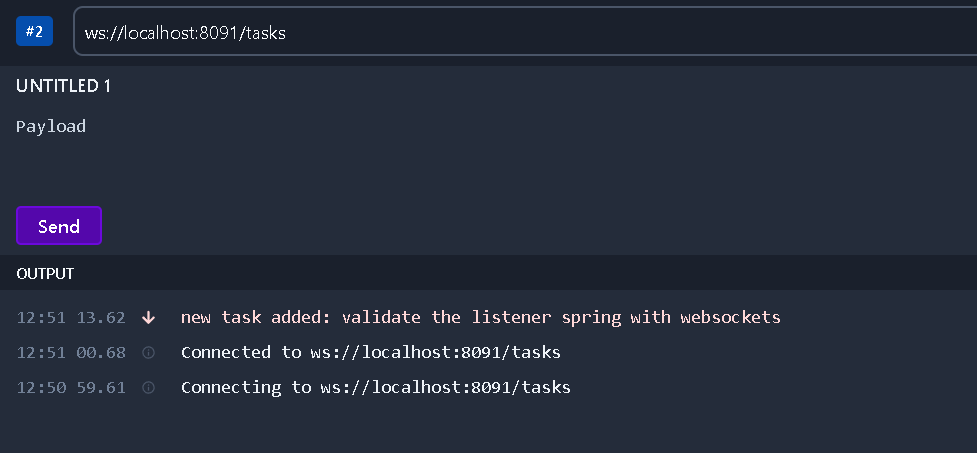 #2
ws://localhost:8091/tasks
UNTITLED 1
Payload
Send
OUTPUT
12:51 13.62 ↓ new task added: validate the listener spring with websockets
12:51 00.68 Connected to ws://localhost:8091/tasks
12:50 59.61 Connecting to ws://localhost:8091/tasks